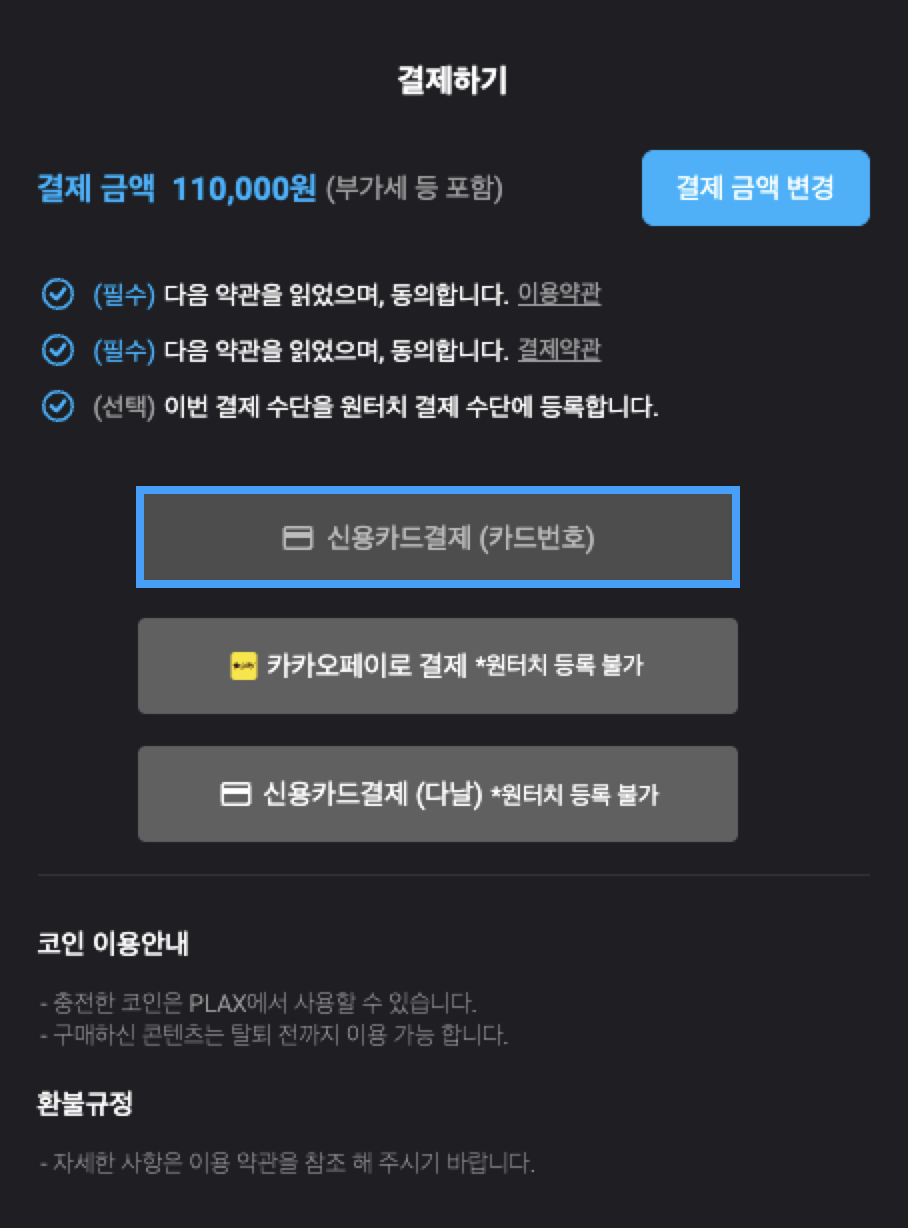 결제하기
결제 금액 110,000원 (부가세 등 포함)
결제 금액 변경
(필수) 다음 약관을 읽었으며, 동의합니다. 이용약관
(필수) 다음 약관을 읽었으며, 동의합니다. 결제약관
(선택) 이번 결제 수단을 원터치 결제 수단에 등록합니다.
신용카드결제 (카드번호)
카카오페이로 결제 *원터치 등록 불가
신용카드결제 (다날) *원터치 등록 불가
코인 이용안내
- 충전한 코인은 PLAX에서 사용할 수 있습니다.
- 구매하신 콘텐츠는 탈퇴 전까지 이용 가능 합니다.
환불규정
- 자세한 사항은 이용 약관을 참조 해 주시기 바랍니다.